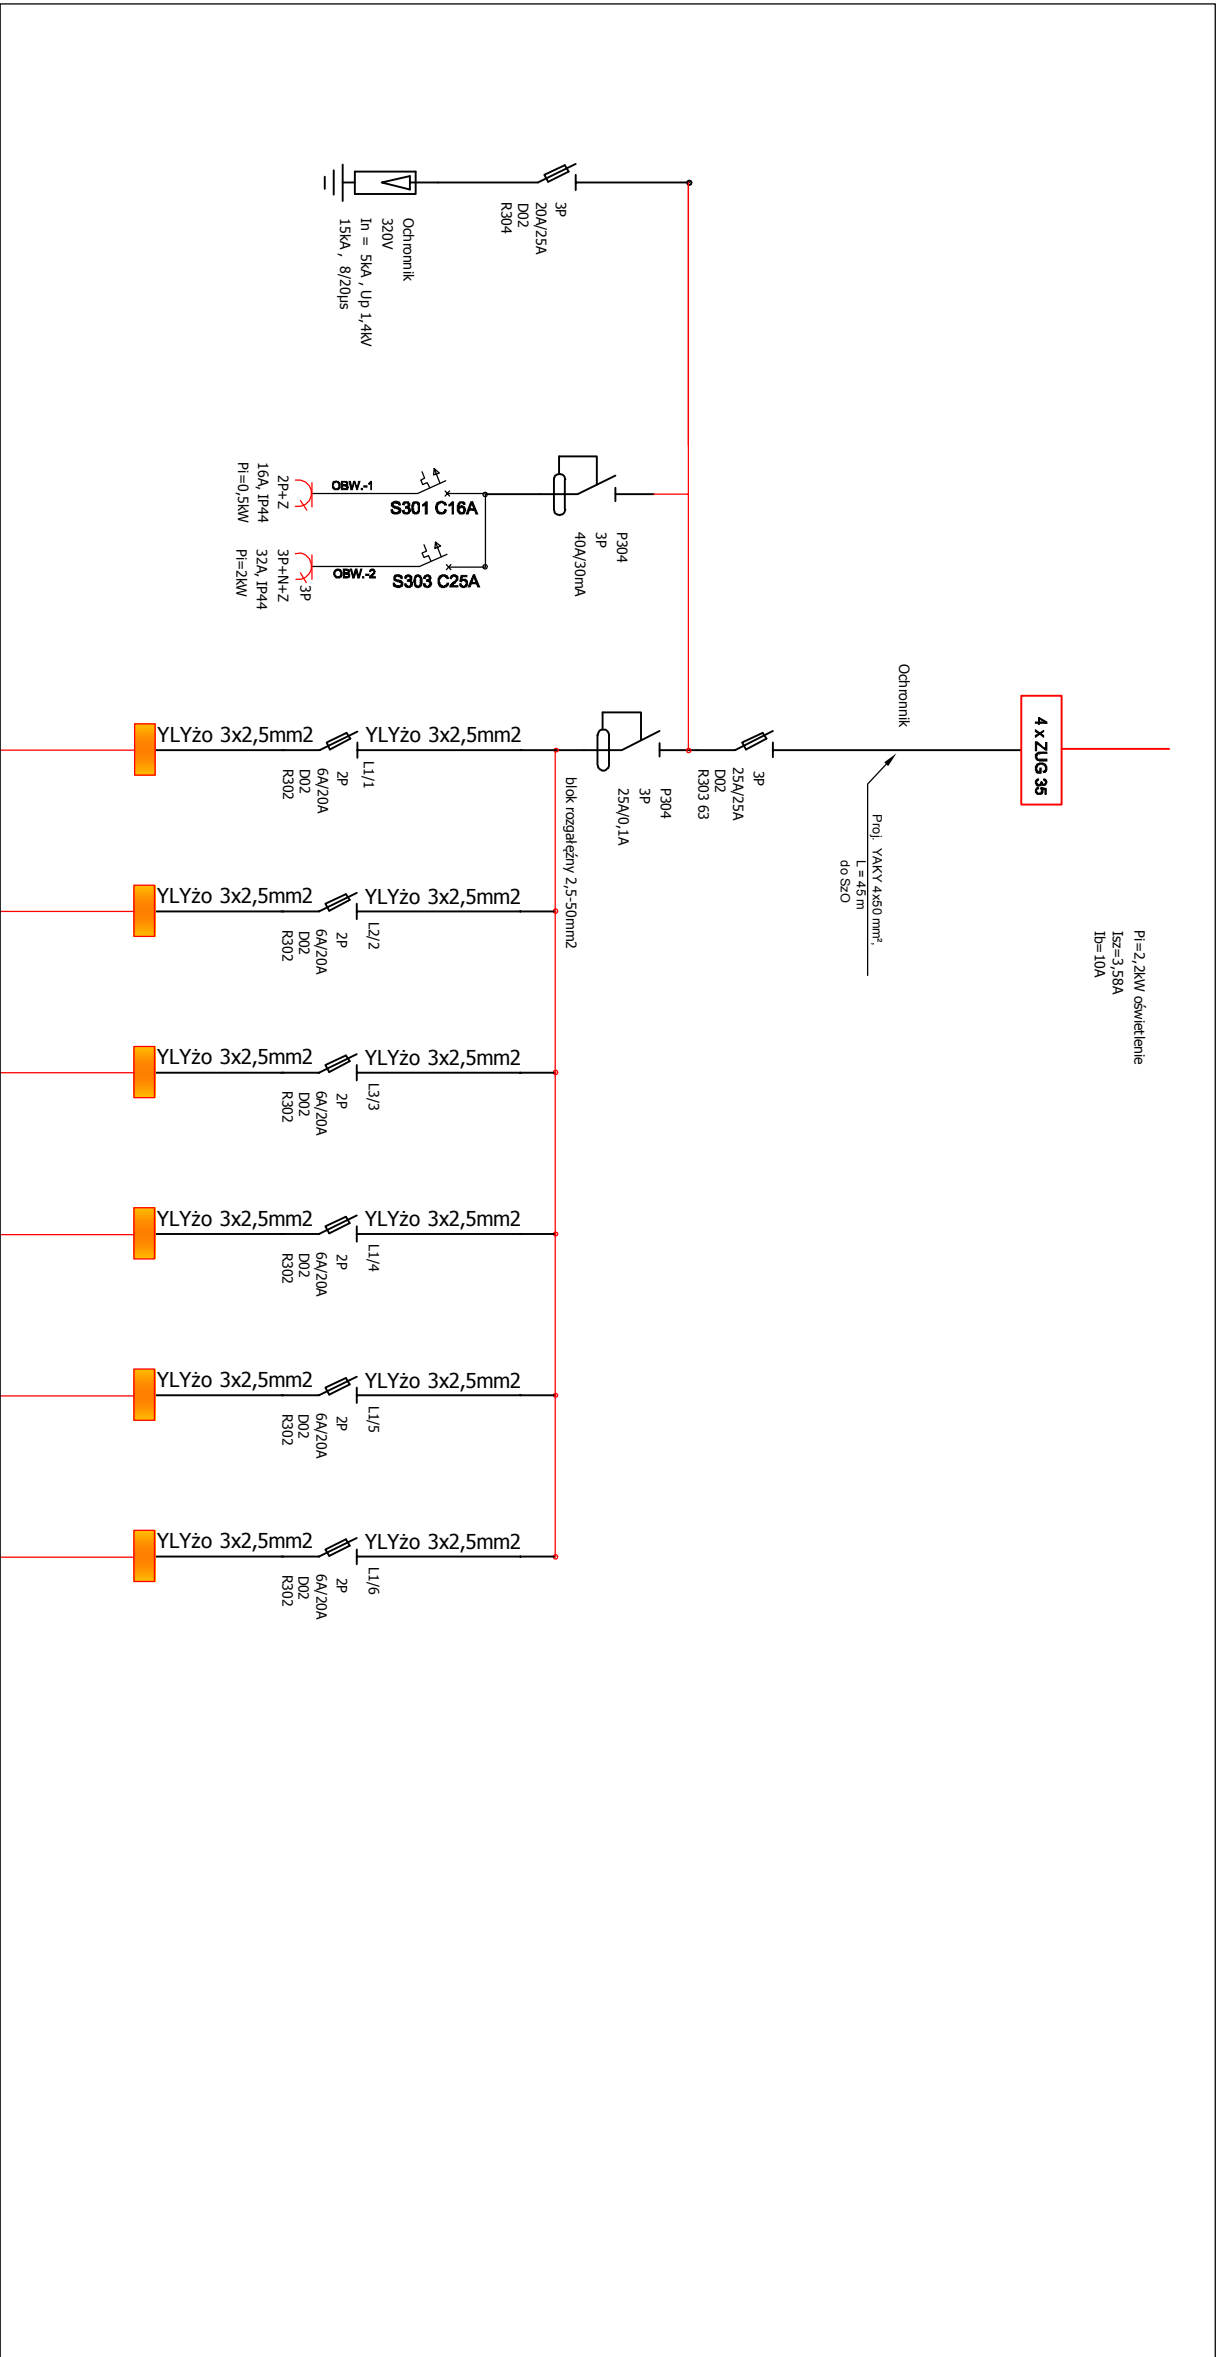 Pi=2,2kW oświetlenie
Isz=3,58A
Ib=10A
4 x ZUG 35
Ochronnik
Proj. YAKY 4x50 mm²,
L = 45 m
do SzO
3P
25A/25A
D02
R303 63
P304
3P
25A/0,1A
blok rozgałęźny 2,5-50mm2
3P
20A/25A
D02
R304
Ochronnik
320V
In = 5kA , Up 1,4kV
15kA , 8/20µs
P304
3P
40A/30mA
S301 C16A
OBW.-1
2P+Z
16A, IP44
Pi=0,5kW
S303 C25A
OBW.-2
3P
3P+N+Z
32A, IP44
Pi=2kW
YLYżo 3x2,5mm2
L1/1
2P
6A/20A
D02
R302
YLYżo 3x2,5mm2
YLYżo 3x2,5mm2
L2/2
2P
6A/20A
D02
R302
YLYżo 3x2,5mm2
YLYżo 3x2,5mm2
L3/3
2P
6A/20A
D02
R302
YLYżo 3x2,5mm2
YLYżo 3x2,5mm2
L1/4
2P
6A/20A
D02
R302
YLYżo 3x2,5mm2
YLYżo 3x2,5mm2
L1/5
2P
6A/20A
D02
R302
YLYżo 3x2,5mm2
YLYżo 3x2,5mm2
L1/6
2P
6A/20A
D02
R302
YLYżo 3x2,5mm2